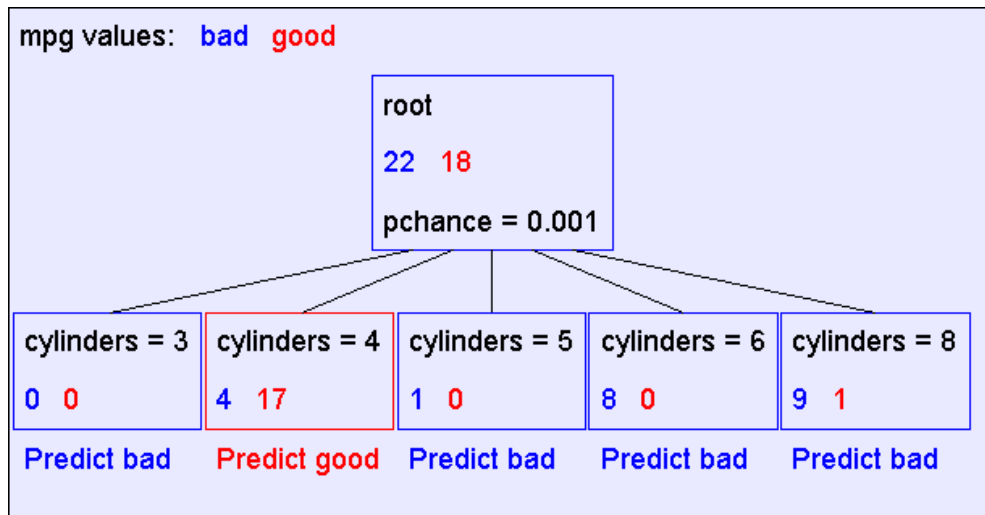 mpg values: bad good
root
22 18
pchance = 0.001
cylinders = 3 cylinders = 4 cylinders = 5 cylinders = 6 cylinders = 8
0 0 4 17 1 0 8 0 9 1
Predict bad Predict good Predict bad Predict bad Predict bad